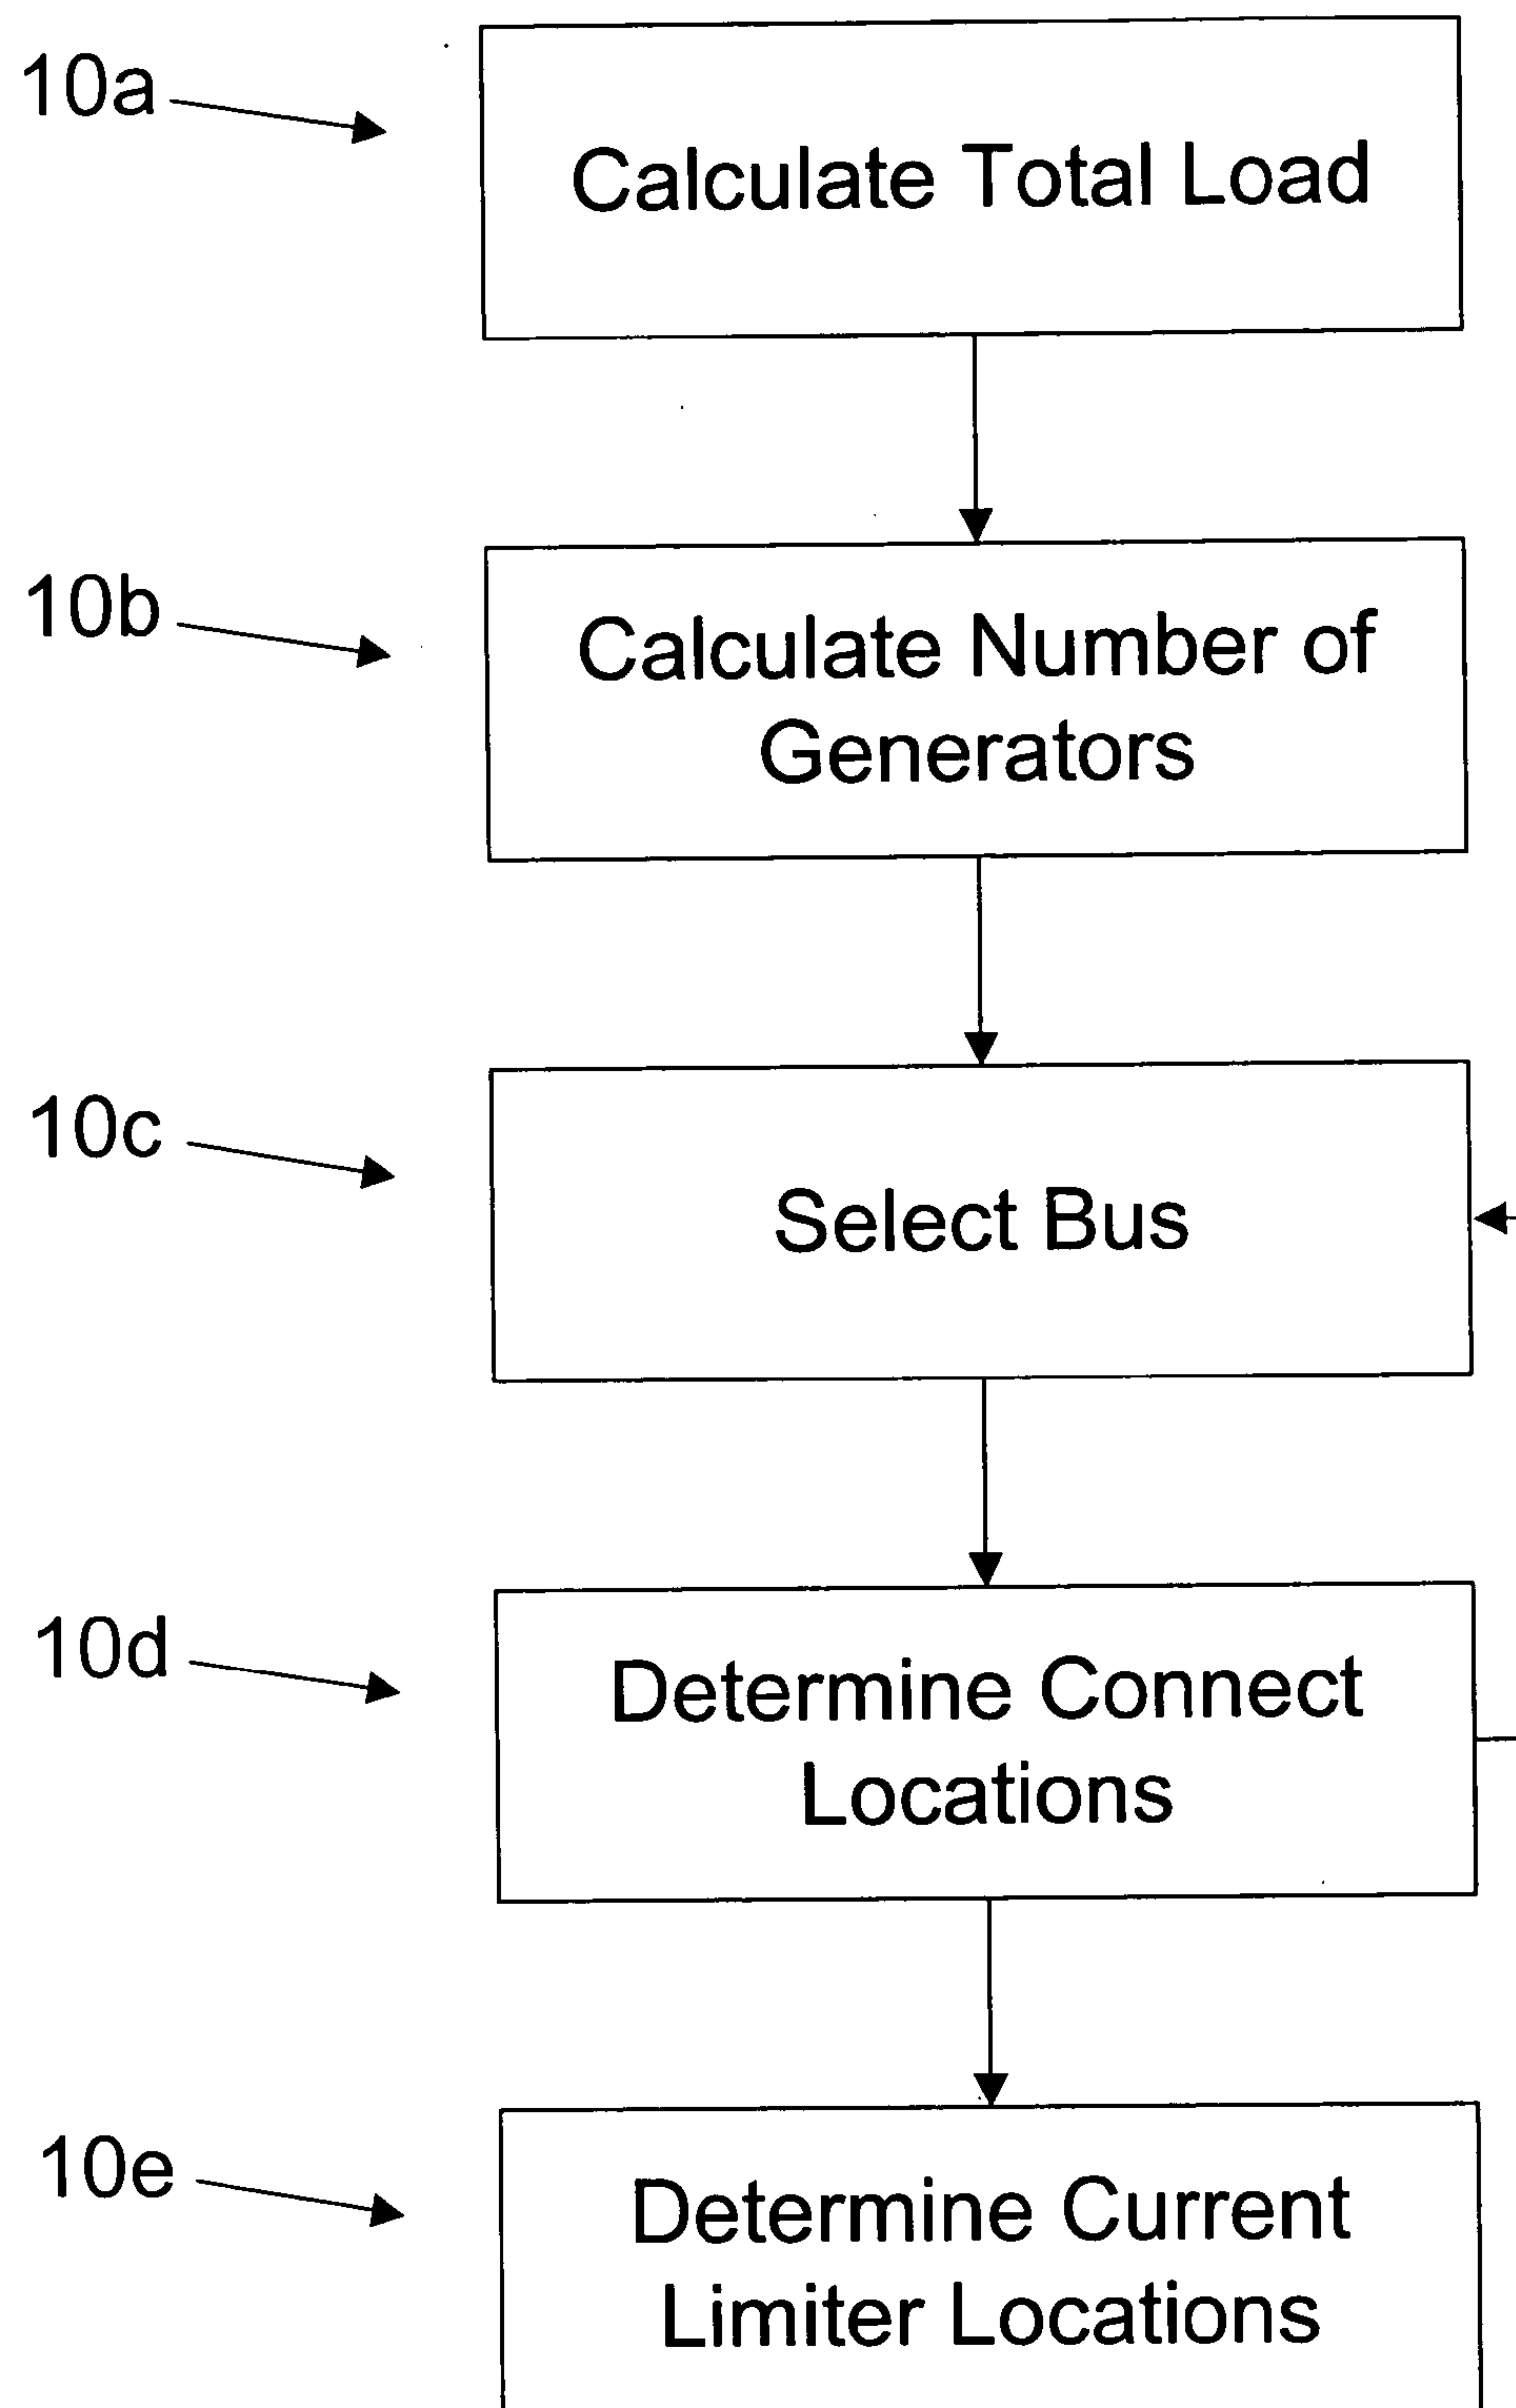 10a
Calculate Total Load
10b
Calculate Number of
Generators
10c
Select Bus
10d
Determine Connect
Locations
10e
Determine Current
Limiter Locations